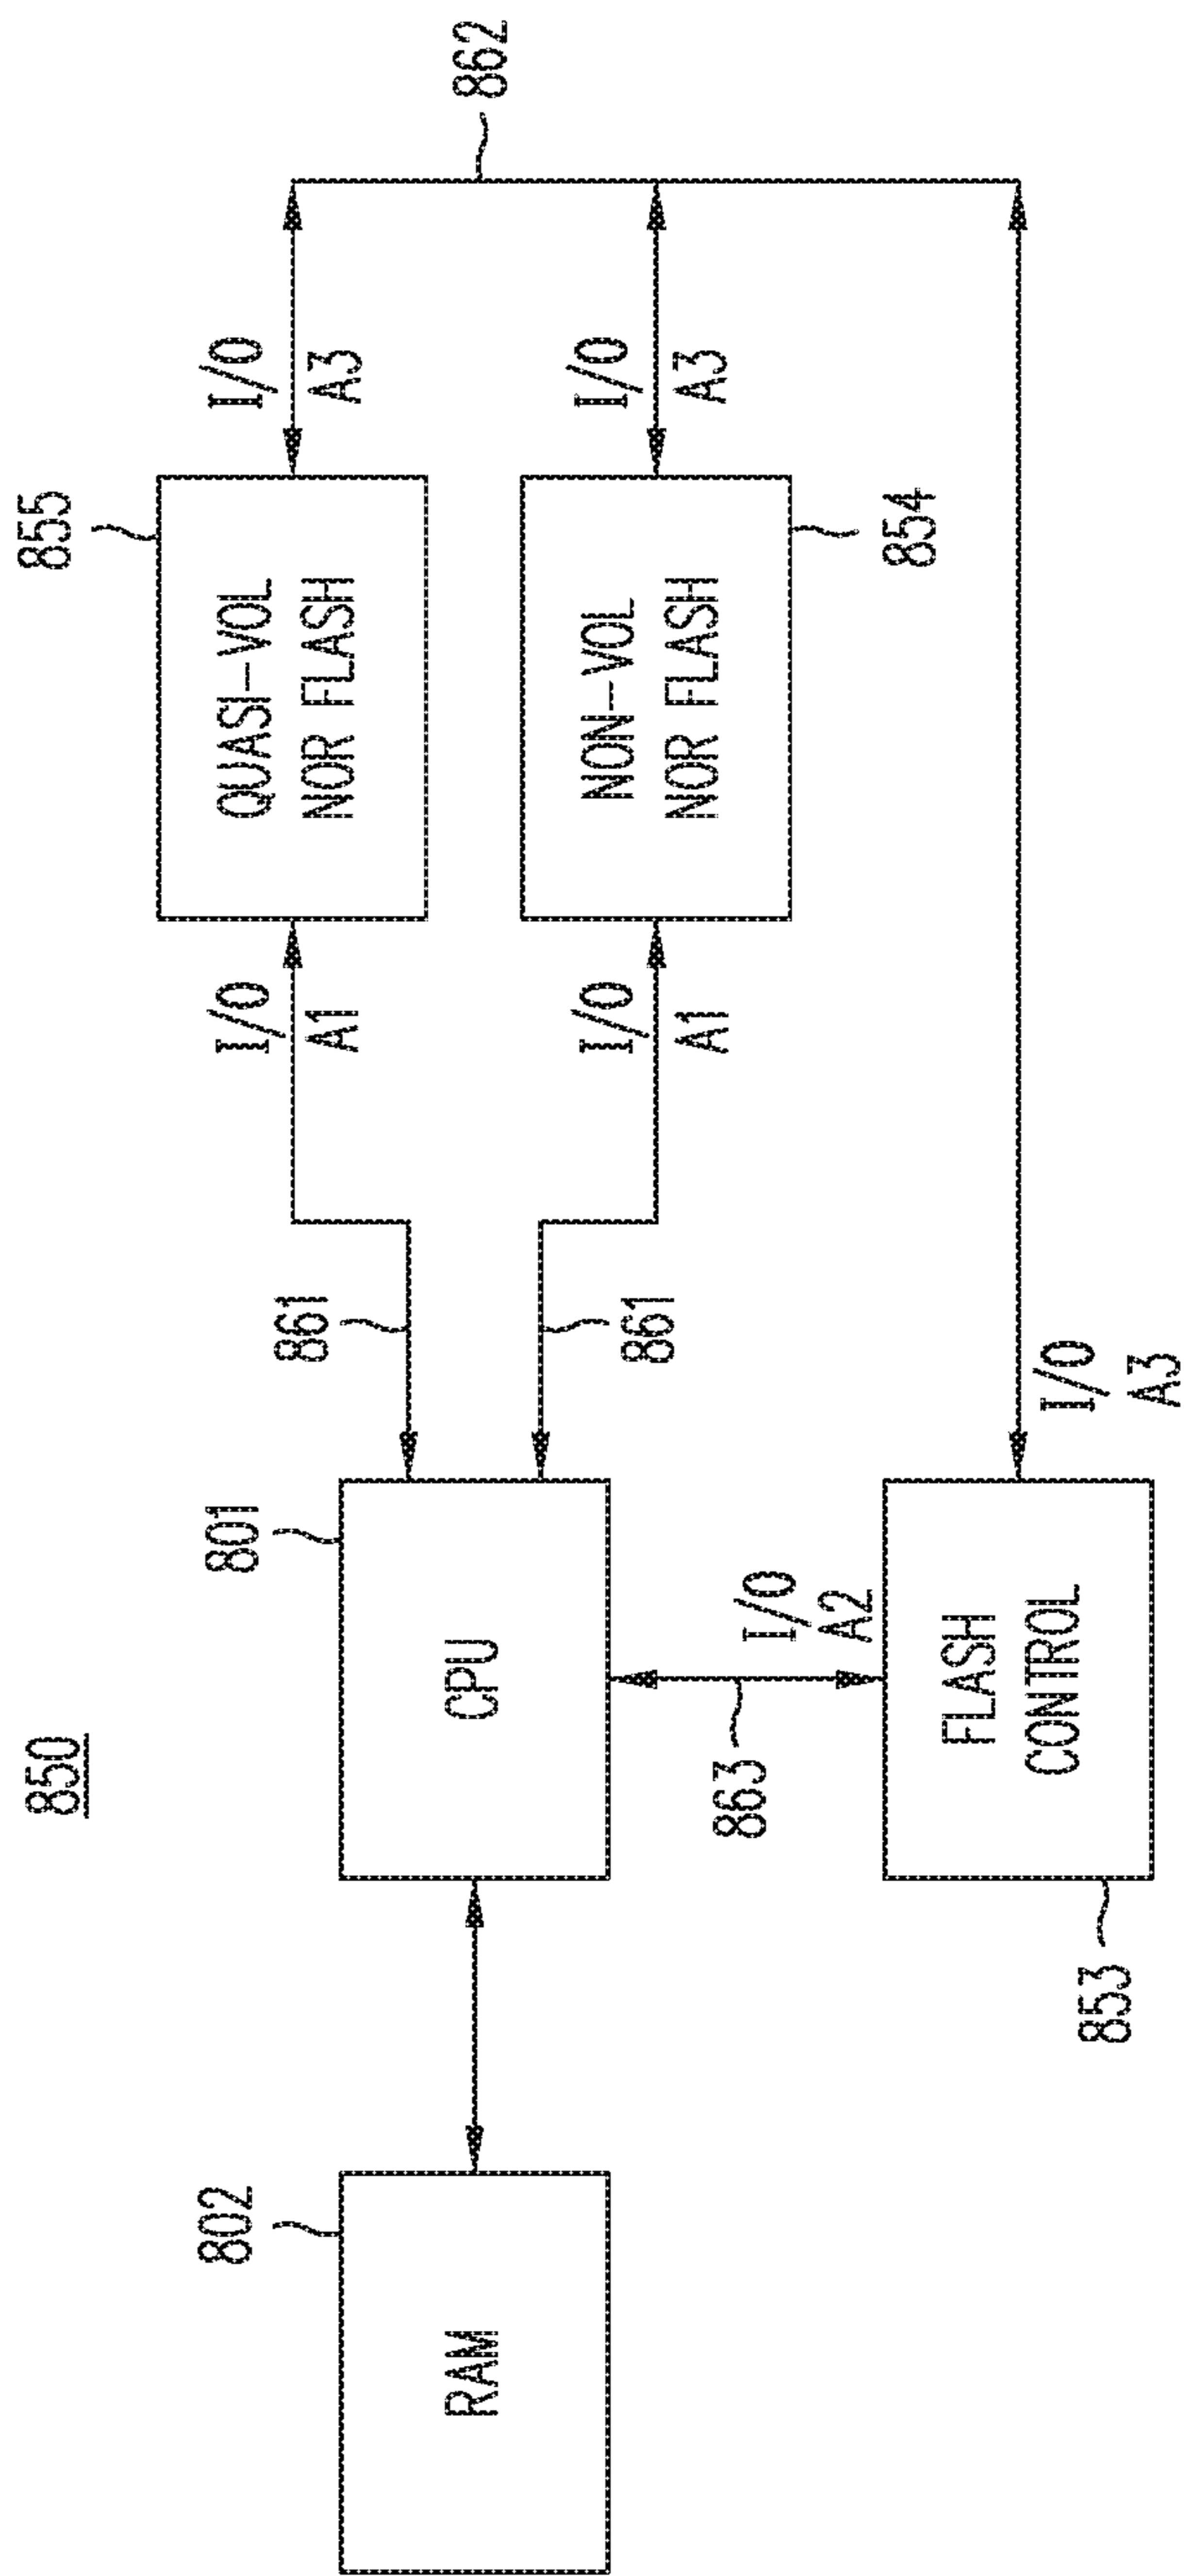 850
802
RAM
801
CPU
861
861
863
I/O
A2
FLASH
CONTROL
853
I/O
A3
I/O
A1
855
QUASI-VOL
NOR FLASH
I/O
A3
I/O
A1
NON-VOL
NOR FLASH
854
I/O
A3
862